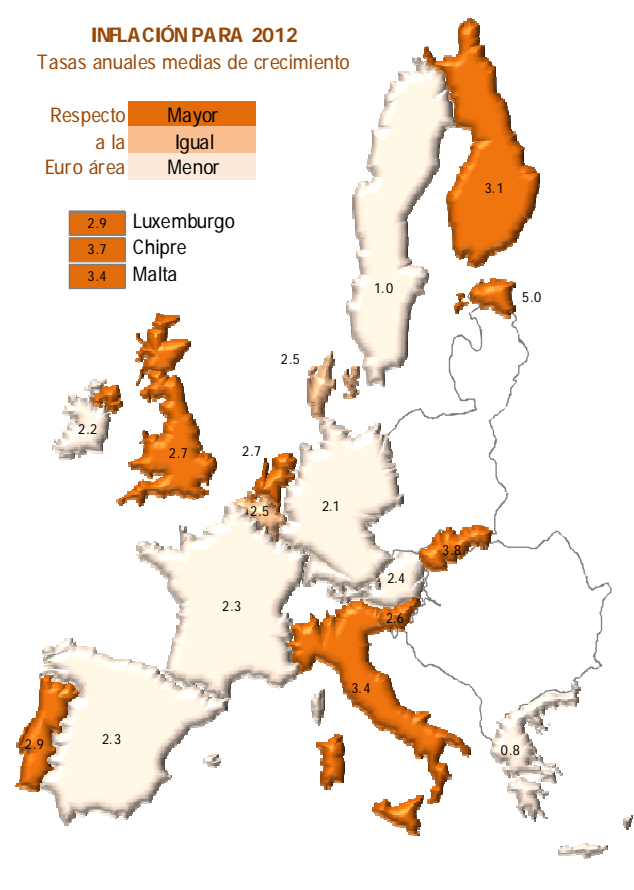 INFLACIÓN PARA 2012
Tasas anuales medias de crecimiento
Respecto Mayor
a la Igual
Euro área Menor
2.9 Luxemburgo
3.7 Chipre
3.4 Malta
3.1
1.0
5.0
2.5
2.2
2.7
2.7
2.5
2.1
3.8
2.4
2.3
2.6
3.4
2.9
2.3
0.8